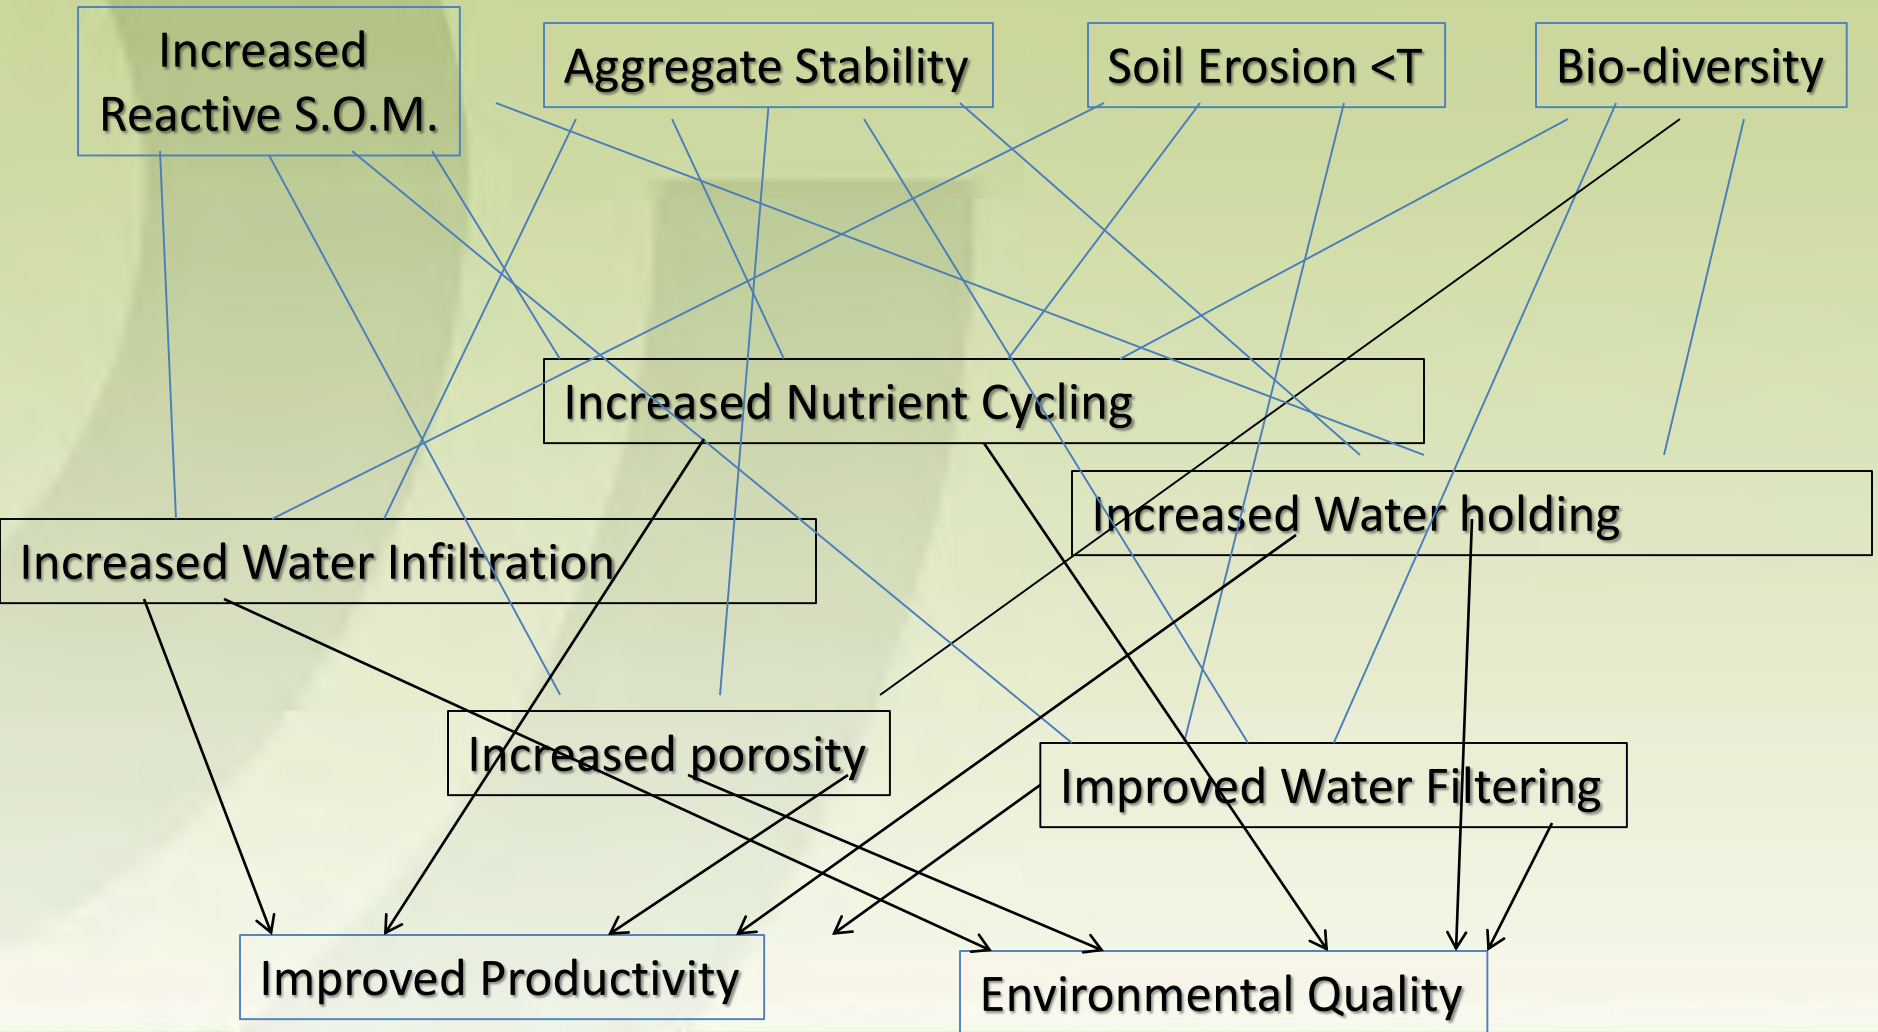 Increased
Reactive S.O.M.
Aggregate Stability
Soil Erosion <T
Bio-diversity
Increased Nutrient Cycling
Increased Water holding
Increased Water Infiltration
Increased porosity
Improved Water Filtering
Improved Productivity
Environmental Quality